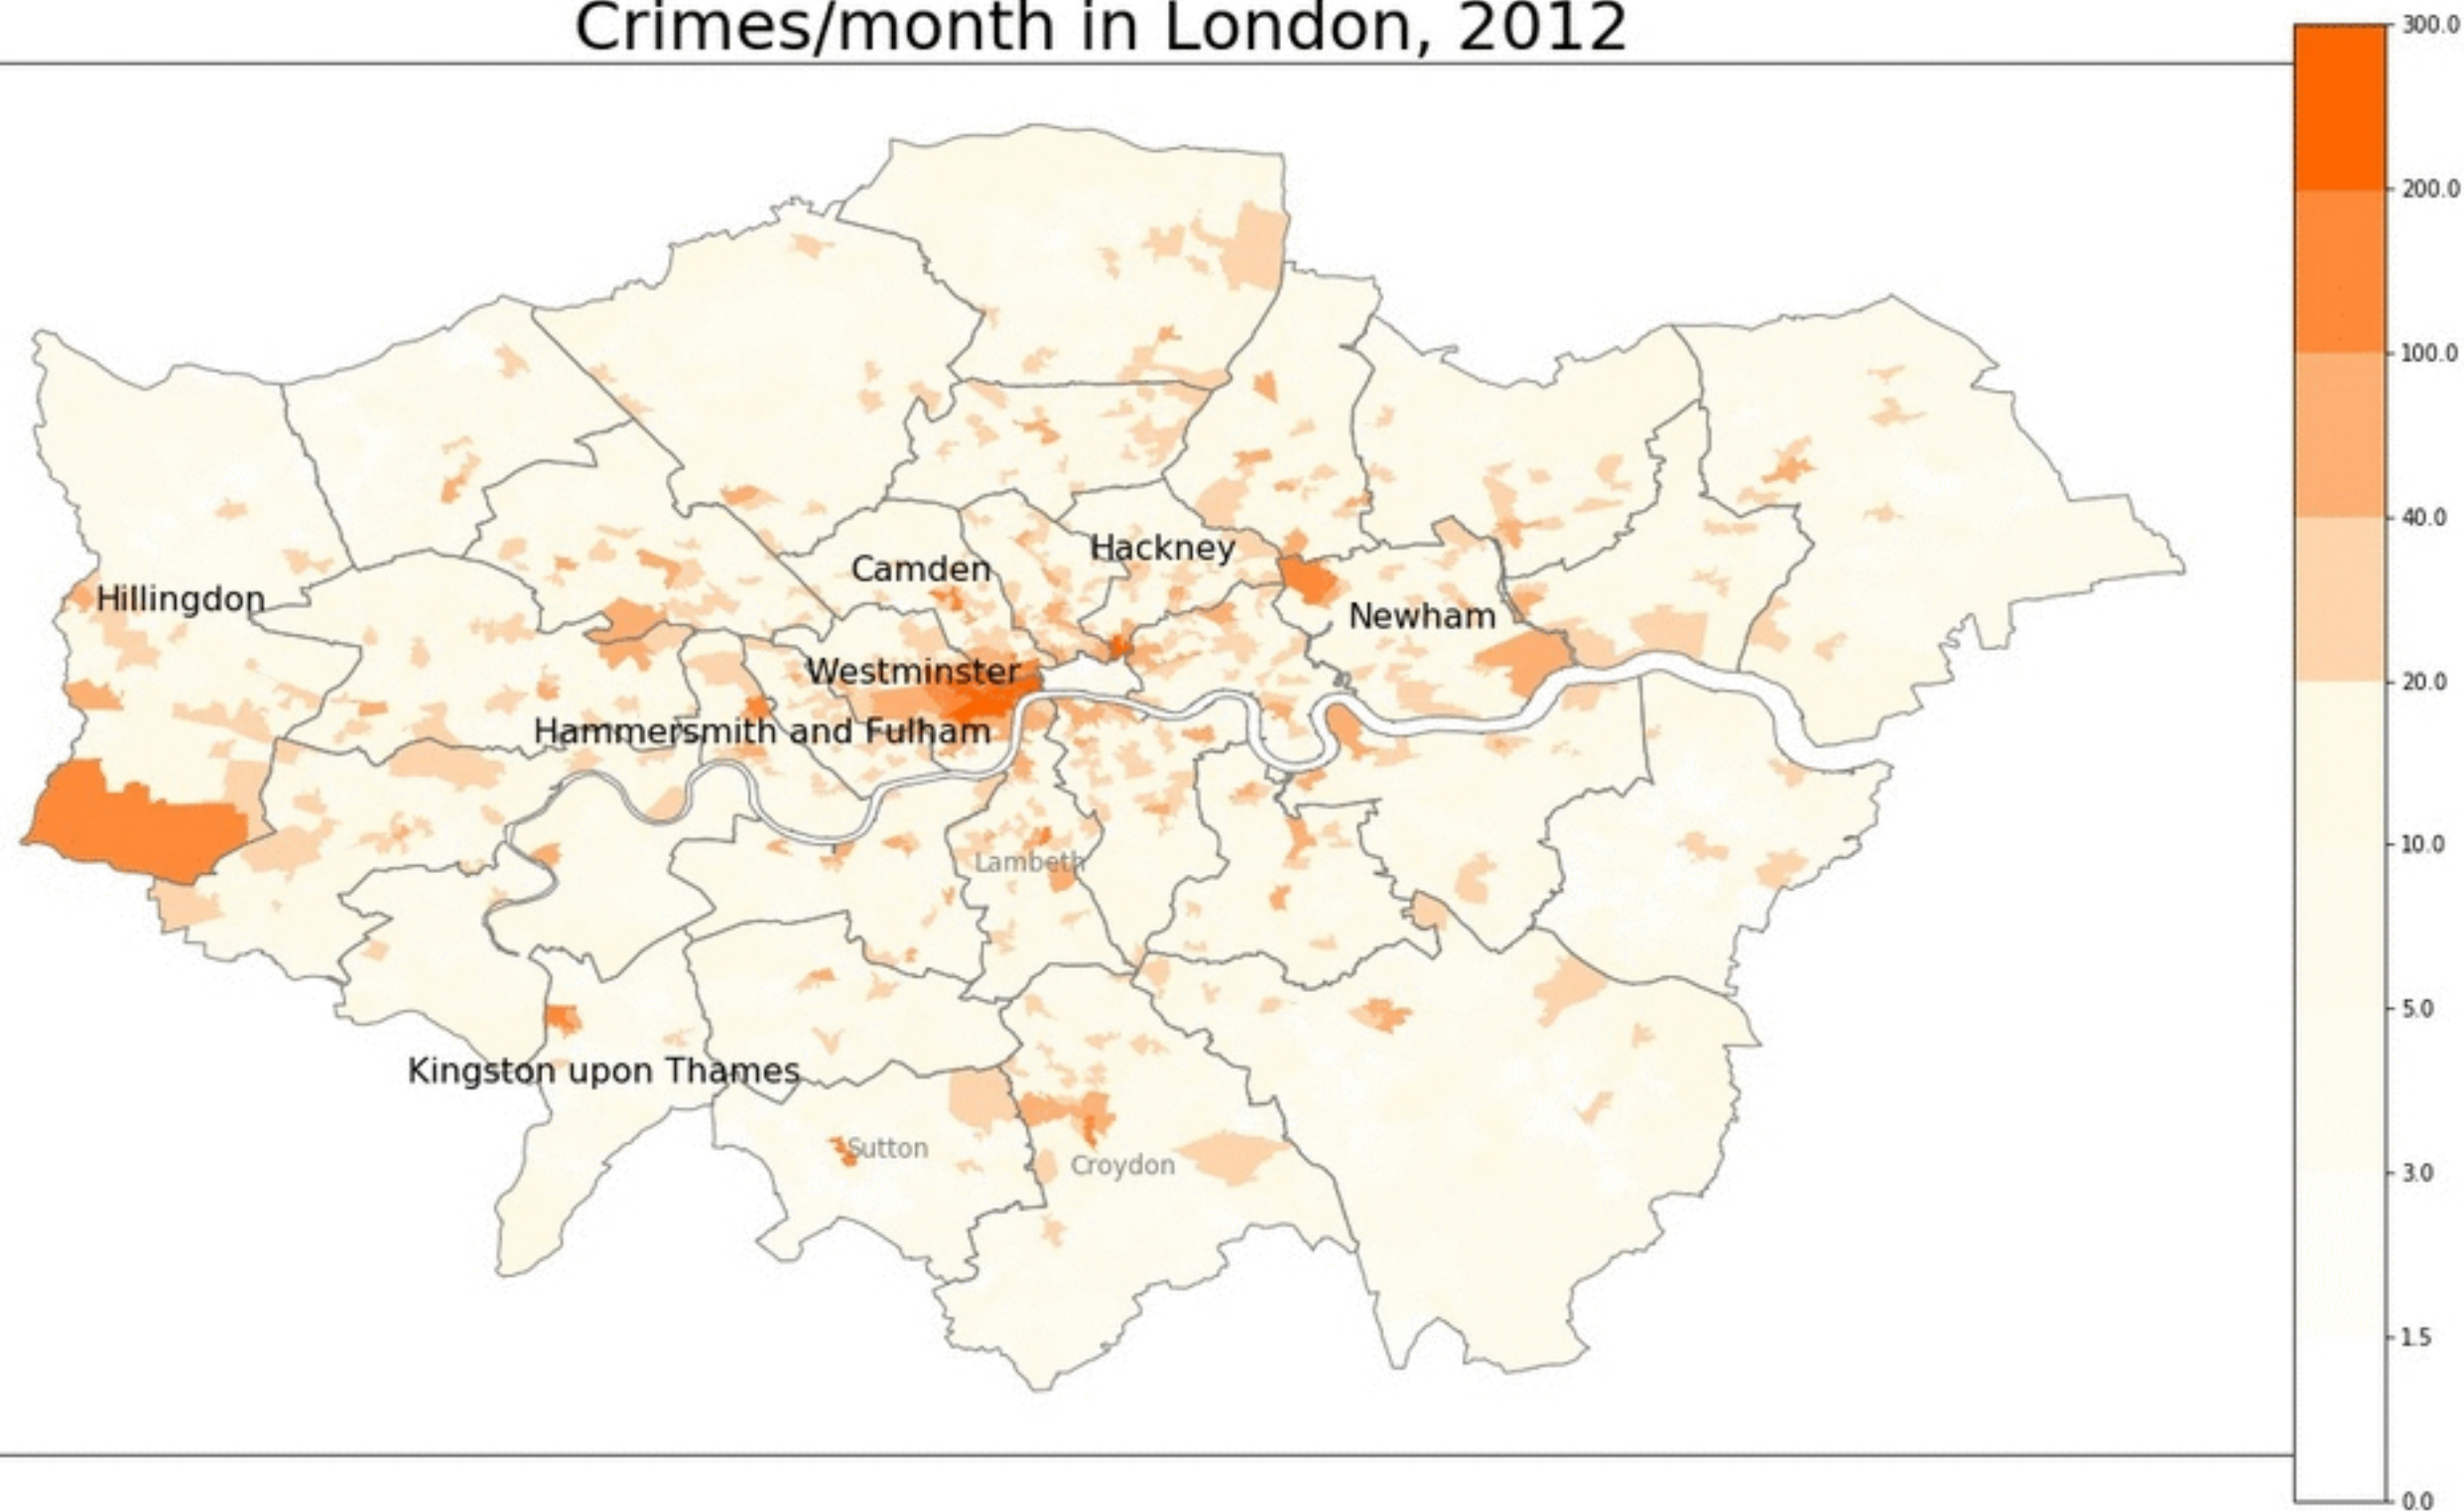 Crimes/month in London, 2012
300.0
200.0
100.0
40.0
20.0
10.0
5.0
3.0
1.5
0.0
Hackney
Camden
Hillingdon
Newham
Westminster
Hammersmith and Fulham
Lambeth
Kingston upon Thames
Sutton
Croydon